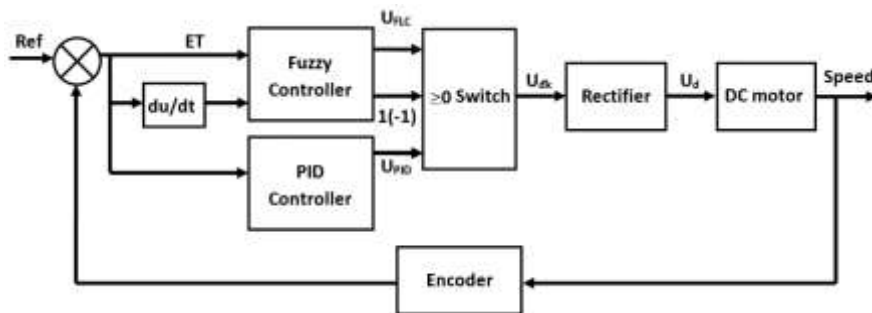 Ref
ET
du/dt
Fuzzy
Controller
PID
Controller
U_FLC
1(-1)
U_PID
≥0 Switch
U_đk
Rectifier
U_d
DC motor
Speed
Encoder